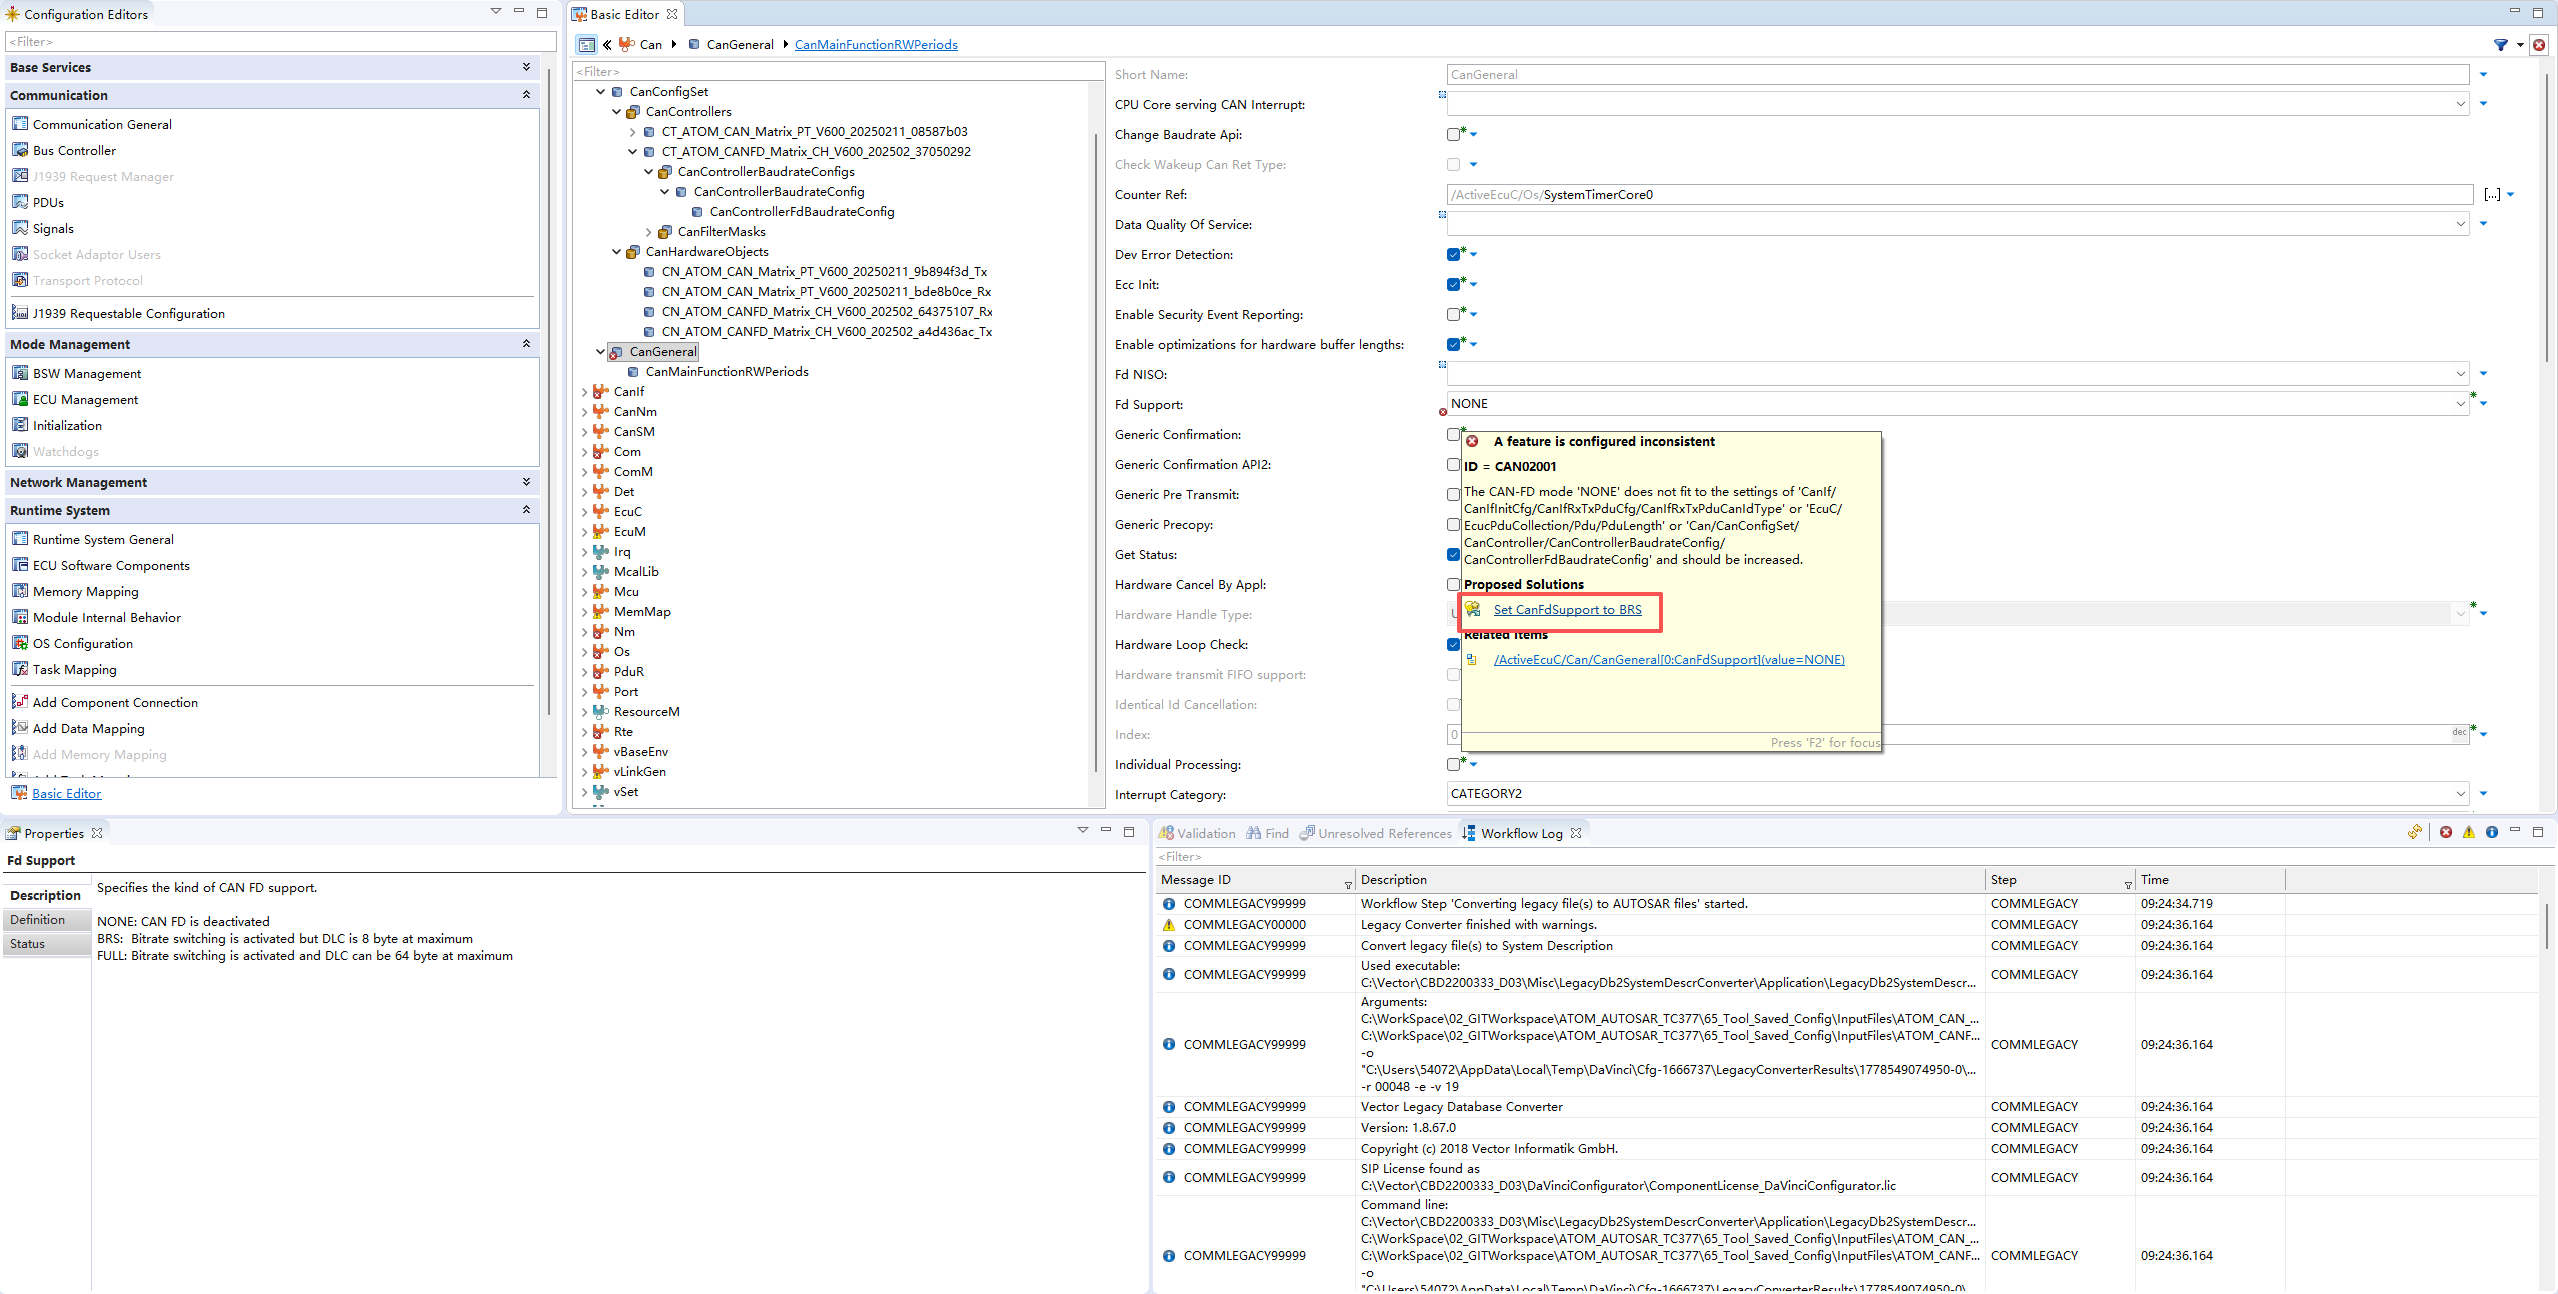 Configuration Editors
<Filter>
Base Services
Communication
Communication General
Bus Controller
J1939 Request Manager
PDUs
Signals
Socket Adaptor Users
Transport Protocol
J1939 Requestable Configuration
Mode Management
BSW Management
ECU Management
Initialization
Watchdogs
Network Management
Runtime System
Runtime System General
ECU Software Components
Memory Mapping
Module Internal Behavior
OS Configuration
Task Mapping
Add Component Connection
Add Data Mapping
Add Memory Mapping
Basic Editor
Basic Editor
Can CanGeneral CanMainFunctionRWPeriods
<Filter>
CanConfigSet
CanControllers
CT_ATOM_CAN_Matrix_PT_V600_20250211_08587b03
CT_ATOM_CANFD_Matrix_CH_V600_202502_37050292
CanControllerBaudrateConfigs
CanControllerBaudrateConfig
CanControllerFdBaudrateConfig
CanFilterMasks
CanHardwareObjects
CN_ATOM_CAN_Matrix_PT_V600_20250211_9b894f3d_Tx
CN_ATOM_CAN_Matrix_PT_V600_20250211_bde8b0ce_Rx
CN_ATOM_CANFD_Matrix_CH_V600_202502_64375107_Rx
CN_ATOM_CANFD_Matrix_CH_V600_202502_a4d436ac_Tx
CanGeneral
CanMainFunctionRWPeriods
CanIf
CanNm
CanSM
Com
ComM
Det
EcuC
EcuM
Irq
McalLib
Mcu
MemMap
Nm
Os
PduR
Port
ResourceM
Rte
vBaseEnv
vLinkGen
vSet
Short Name: CanGeneral
CPU Core serving CAN Interrupt:
Change Baudrate Api:
Check Wakeup Can Ret Type:
Counter Ref: /ActiveEcuC/Os/SystemTimerCore0 [...]
Data Quality Of Service:
Dev Error Detection:
Ecc Init:
Enable Security Event Reporting:
Enable optimizations for hardware buffer lengths:
Fd NISO:
Fd Support: NONE
Generic Confirmation:
Generic Confirmation API2:
Generic Pre Transmit:
Generic Precopy:
Get Status:
Hardware Cancel By Appl:
Hardware Handle Type:
Hardware Loop Check:
Hardware transmit FIFO support:
Identical Id Cancellation:
Index: 0 dec
Individual Processing:
Interrupt Category: CATEGORY2
A feature is configured inconsistent
ID = CAN02001
The CAN-FD mode 'NONE' does not fit to the settings of 'CanIf/
CanIfInitCfg/CanIfRxTxPduCfg/CanIfRxTxPduCanIdType' or 'EcuC/
EcucPduCollection/Pdu/PduLength' or 'Can/CanConfigSet/
CanController/CanControllerBaudrateConfig/
CanControllerFdBaudrateConfig' and should be increased.
Proposed Solutions
Set CanFdSupport to BRS
Related Items
/ActiveEcuC/Can/CanGeneral[0:CanFdSupport](value=NONE)
Press 'F2' for focus
Properties
Fd Support
Description
Definition
Status
Specifies the kind of CAN FD support.
NONE: CAN FD is deactivated
BRS: Bitrate switching is activated but DLC is 8 byte at maximum
FULL: Bitrate switching is activated and DLC can be 64 byte at maximum
Validation Find Unresolved References Workflow Log
<Filter>
Message ID Description Step Time
COMMLEGACY99999 Workflow Step 'Converting legacy file(s) to AUTOSAR files' started. COMMLEGACY 09:24:34.719
COMMLEGACY00000 Legacy Converter finished with warnings. COMMLEGACY 09:24:36.164
COMMLEGACY99999 Convert legacy file(s) to System Description COMMLEGACY 09:24:36.164
Used executable:
COMMLEGACY99999 C:\Vector\CBD2200333_D03\Misc\LegacyDb2SystemDescrConverter\Application\LegacyDb2SystemDescr... COMMLEGACY 09:24:36.164
Arguments:
C:\WorkSpace\02_GITWorkspace\ATOM_AUTOSAR_TC377\65_Tool_Saved_Config\InputFiles\ATOM_CAN_...
C:\WorkSpace\02_GITWorkspace\ATOM_AUTOSAR_TC377\65_Tool_Saved_Config\InputFiles\ATOM_CANF...
COMMLEGACY99999 -o COMMLEGACY 09:24:36.164
"C:\Users\54072\AppData\Local\Temp\DaVinci\Cfg-1666737\LegacyConverterResults\1778549074950-0\...
-r 00048 -e -v 19
COMMLEGACY99999 Vector Legacy Database Converter COMMLEGACY 09:24:36.164
COMMLEGACY99999 Version: 1.8.67.0 COMMLEGACY 09:24:36.164
COMMLEGACY99999 Copyright (c) 2018 Vector Informatik GmbH. COMMLEGACY 09:24:36.164
SIP License found as
COMMLEGACY99999 C:\Vector\CBD2200333_D03\DaVinciConfigurator\ComponentLicense_DaVinciConfigurator.lic COMMLEGACY 09:24:36.164
Command line:
C:\Vector\CBD2200333_D03\Misc\LegacyDb2SystemDescrConverter\Application\LegacyDb2SystemDescr...
C:\WorkSpace\02_GITWorkspace\ATOM_AUTOSAR_TC377\65_Tool_Saved_Config\InputFiles\ATOM_CAN_...
COMMLEGACY99999 C:\WorkSpace\02_GITWorkspace\ATOM_AUTOSAR_TC377\65_Tool_Saved_Config\InputFiles\ATOM_CANF... COMMLEGACY 09:24:36.164
-o
"C:\Users\54072\AppData\Local\Temp\DaVinci\Cfg-1666737\LegacyConverterResults\1778549074950-0\...